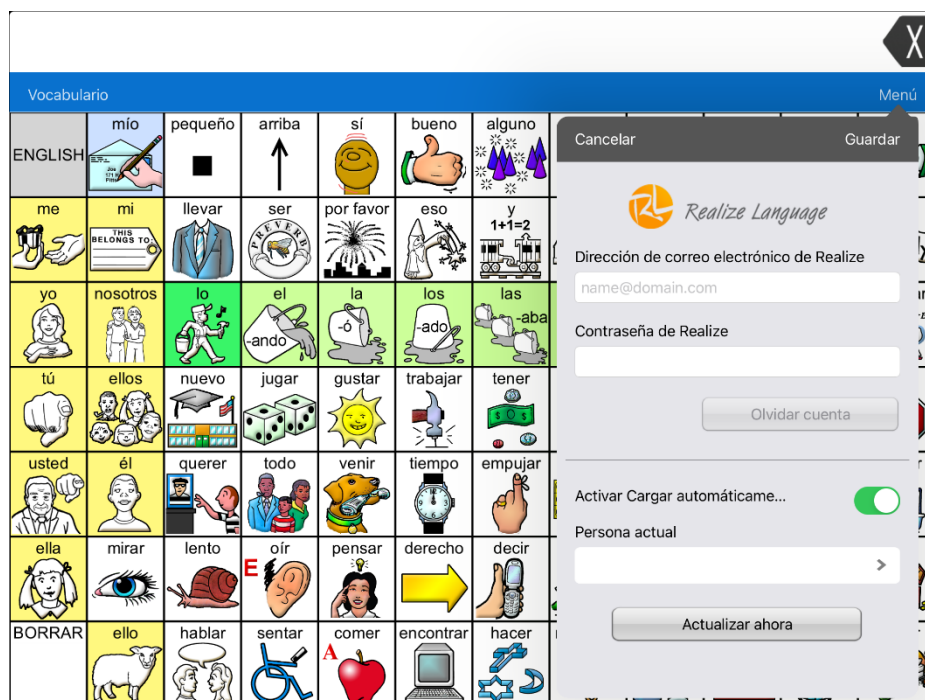 X
Vocabulario
Menú
ENGLISH
mío
pequeño
arriba
sí
bueno
alguno
Cancelar
Guardar
RL Realize Language
me
mi
THIS
BELONGS TO:
llevar
ser
PREVERB
por favor
eso
y
1+1=2
Dirección de correo electrónico de Realize
name@domain.com
yo
nosotros
lo
el
-ando
la
-ó
los
-ado
las
-aba
Contraseña de Realize
tú
ellos
nuevo
jugar
gustar
trabajar
tener
Olvidar cuenta
usted
él
querer
todo
venir
tiempo
empujar
Activar Cargar automáticame...
Persona actual
ella
mirar
lento
oír
E
pensar
derecho
decir
Actualizar ahora
BORRAR
ello
hablar
sentar
comer
A
encontrar
hacer